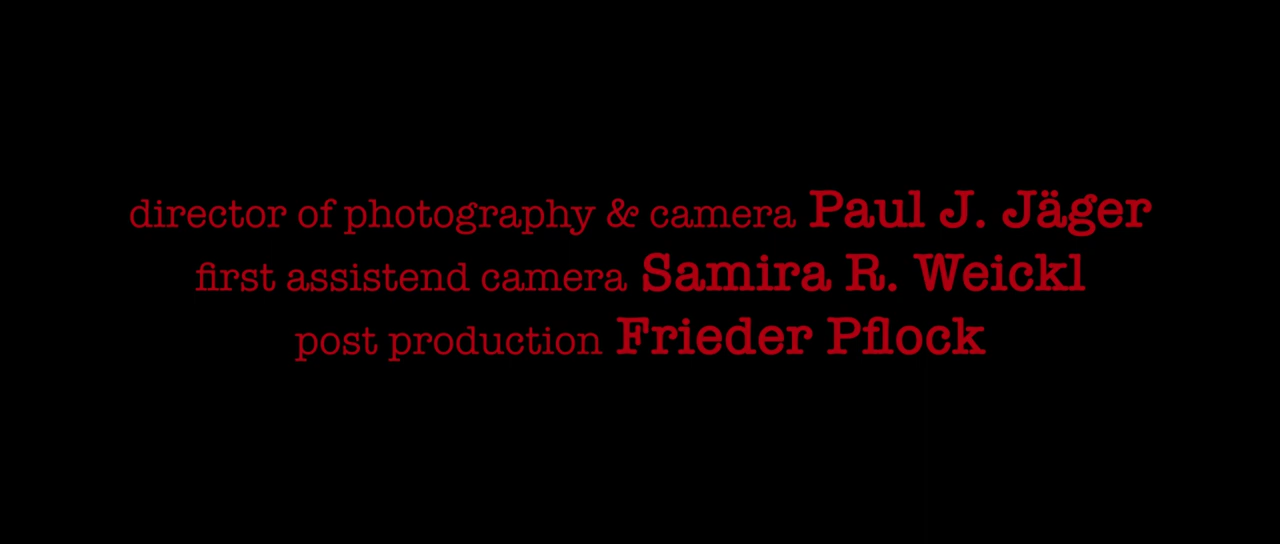 director of photography & camera Paul J. Jäger
first assistend camera Samira R. Weickl
post production Frieder Pflock